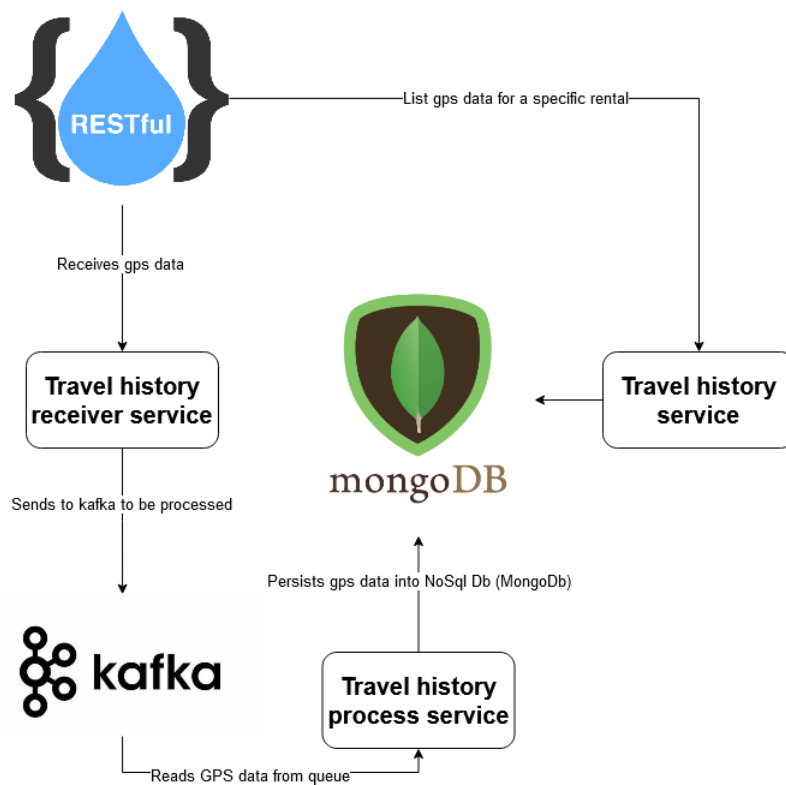 RESTful
List gps data for a specific rental
Receives gps data
Travel history
receiver service
Travel history
service
mongoDB
Sends to kafka to be processed
Persists gps data into NoSql Db (MongoDb)
kafka
Travel history
process service
Reads GPS data from queue